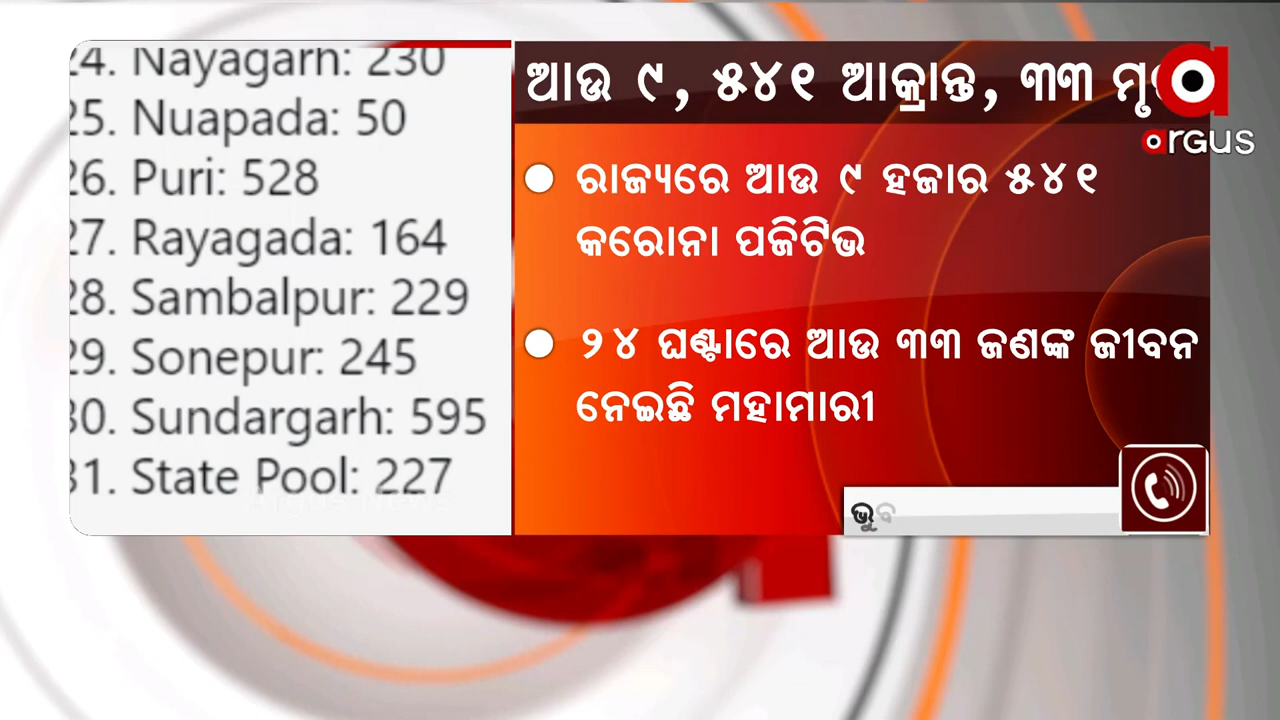 24. Nayagarh: 230
25. Nuapada: 50
26. Puri: 528
27. Rayagada: 164
28. Sambalpur: 229
29. Sonepur: 245
30. Sundargarh: 595
31. State Pool: 227
ଆଉ ୯, ୫୪୧ ଆକ୍ରାନ୍ତ, ୩୩
argus
ରାଜ୍ୟରେ ଆଉ ୯ ହଜାର ୫୪୧
କରୋନା ପଜିଟିଭ
୨୪ ଘଣ୍ଟାରେ ଆଉ ୩୩ ଜଣଙ୍କ ଜୀବନ
ନେଇଛି ମହାମାରୀ
ଭୁବ